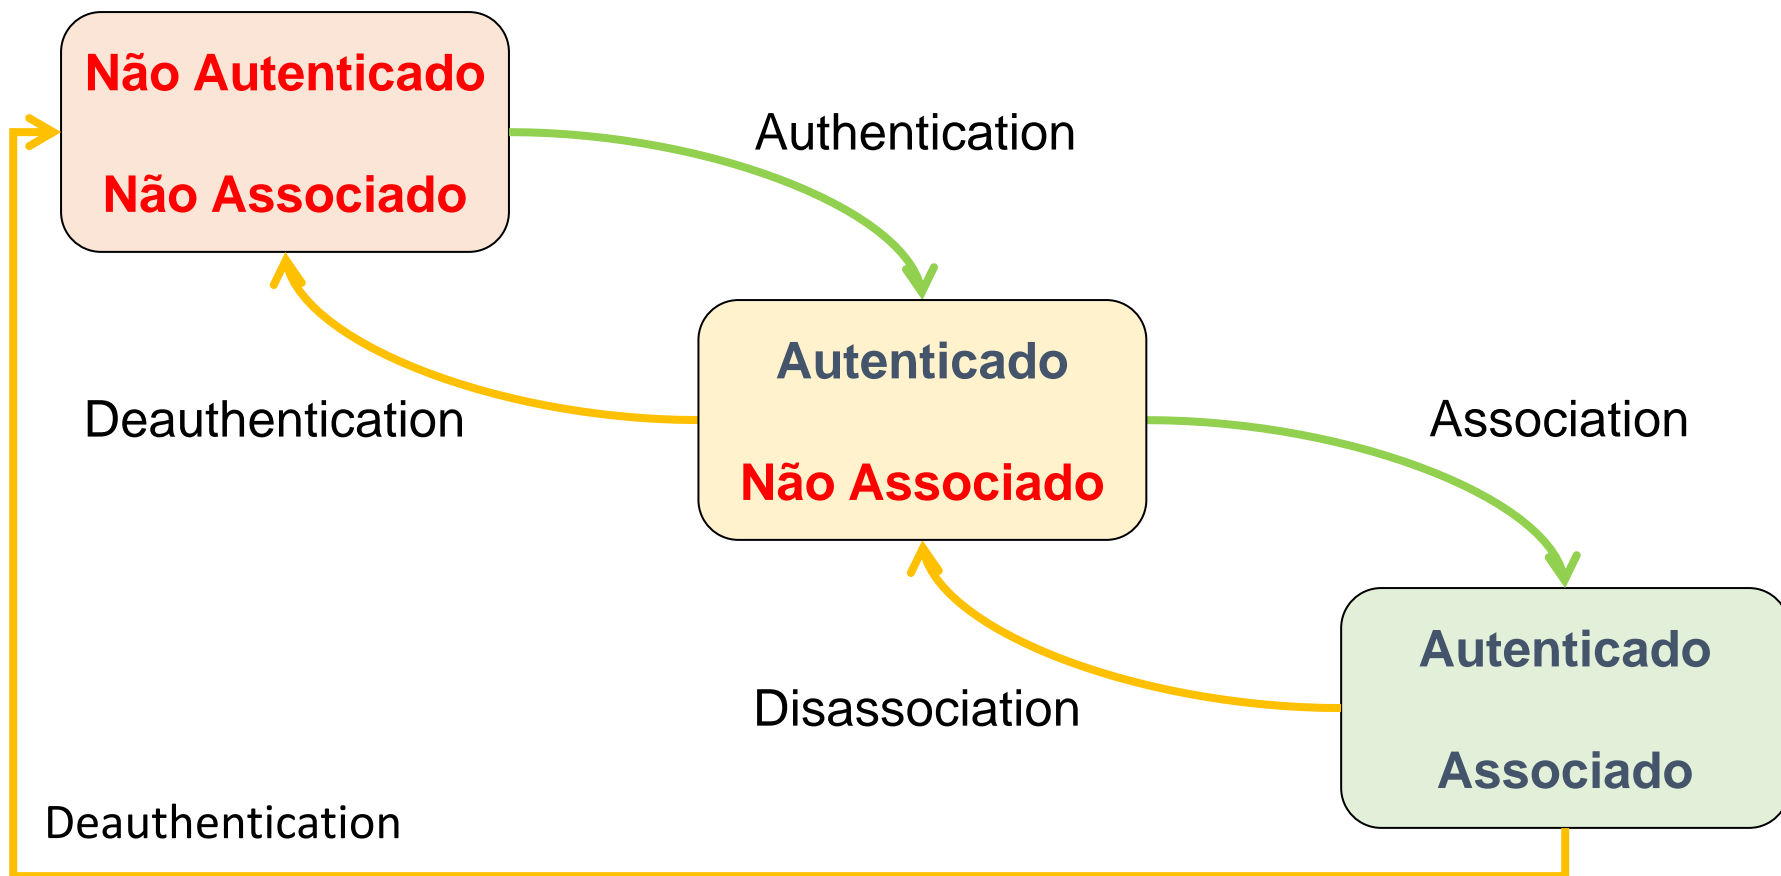 Não Autenticado
Não Associado
Authentication
Autenticado
Não Associado
Deauthentication
Association
Autenticado
Associado
Disassociation
Deauthentication